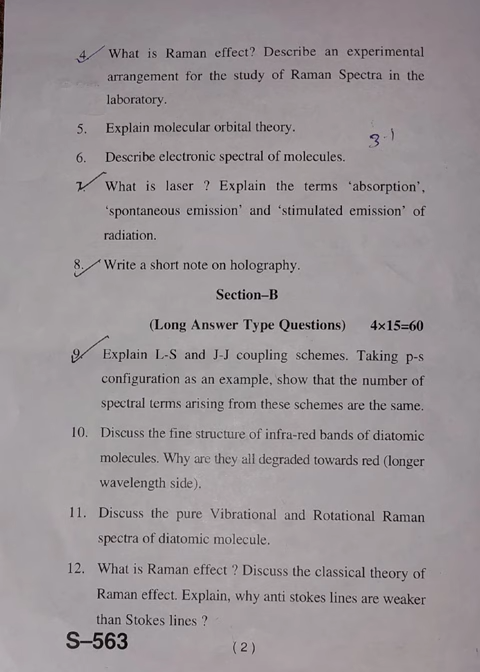 4. What is Raman effect? Describe an experimental
arrangement for the study of Raman Spectra in the
laboratory.
5. Explain molecular orbital theory.
3.1
6. Describe electronic spectral of molecules.
7. What is laser ? Explain the terms ‘absorption’,
‘spontaneous emission’ and ‘stimulated emission’ of
radiation.
8. Write a short note on holography.
Section–B
(Long Answer Type Questions) 4×15=60
9. Explain L-S and J-J coupling schemes. Taking p-s
configuration as an example, show that the number of
spectral terms arising from these schemes are the same.
10. Discuss the fine structure of infra-red bands of diatomic
molecules. Why are they all degraded towards red (longer
wavelength side).
11. Discuss the pure Vibrational and Rotational Raman
spectra of diatomic molecule.
12. What is Raman effect ? Discuss the classical theory of
Raman effect. Explain, why anti stokes lines are weaker
than Stokes lines ?
S–563
( 2 )